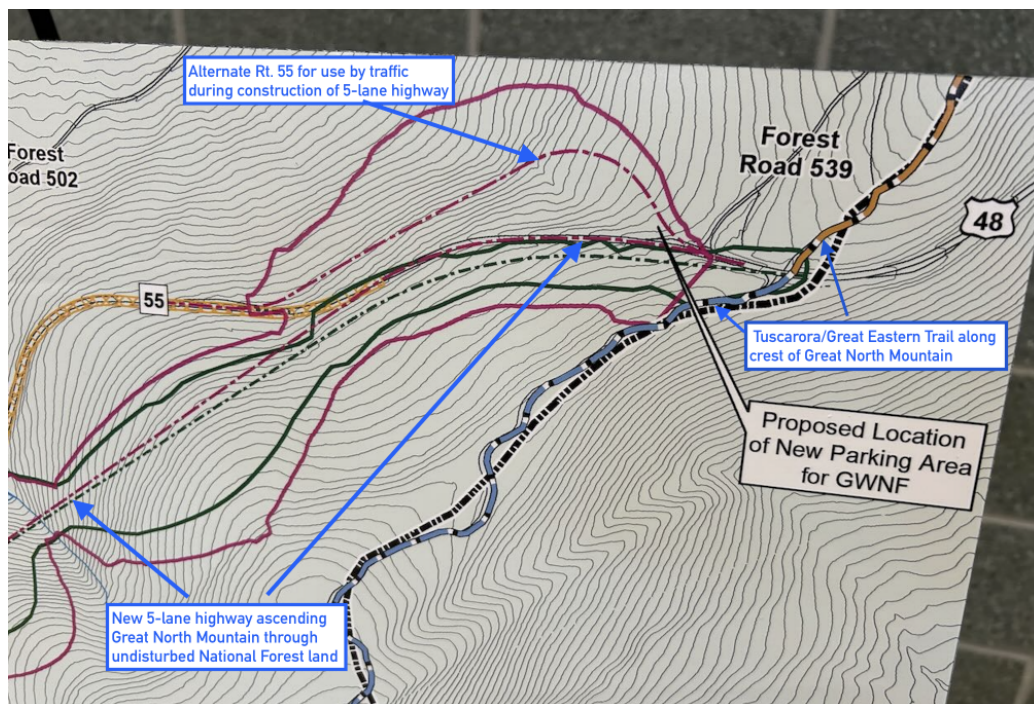 Alternate Rt. 55 for use by traffic
during construction of 5-lane highway
Forest
Road 539
Forest
oad 502
48
55
Tuscarora/Great Eastern Trail along
crest of Great North Mountain
Proposed Location
of New Parking Area
for GWNF
New 5-lane highway ascending
Great North Mountain through
undisturbed National Forest land